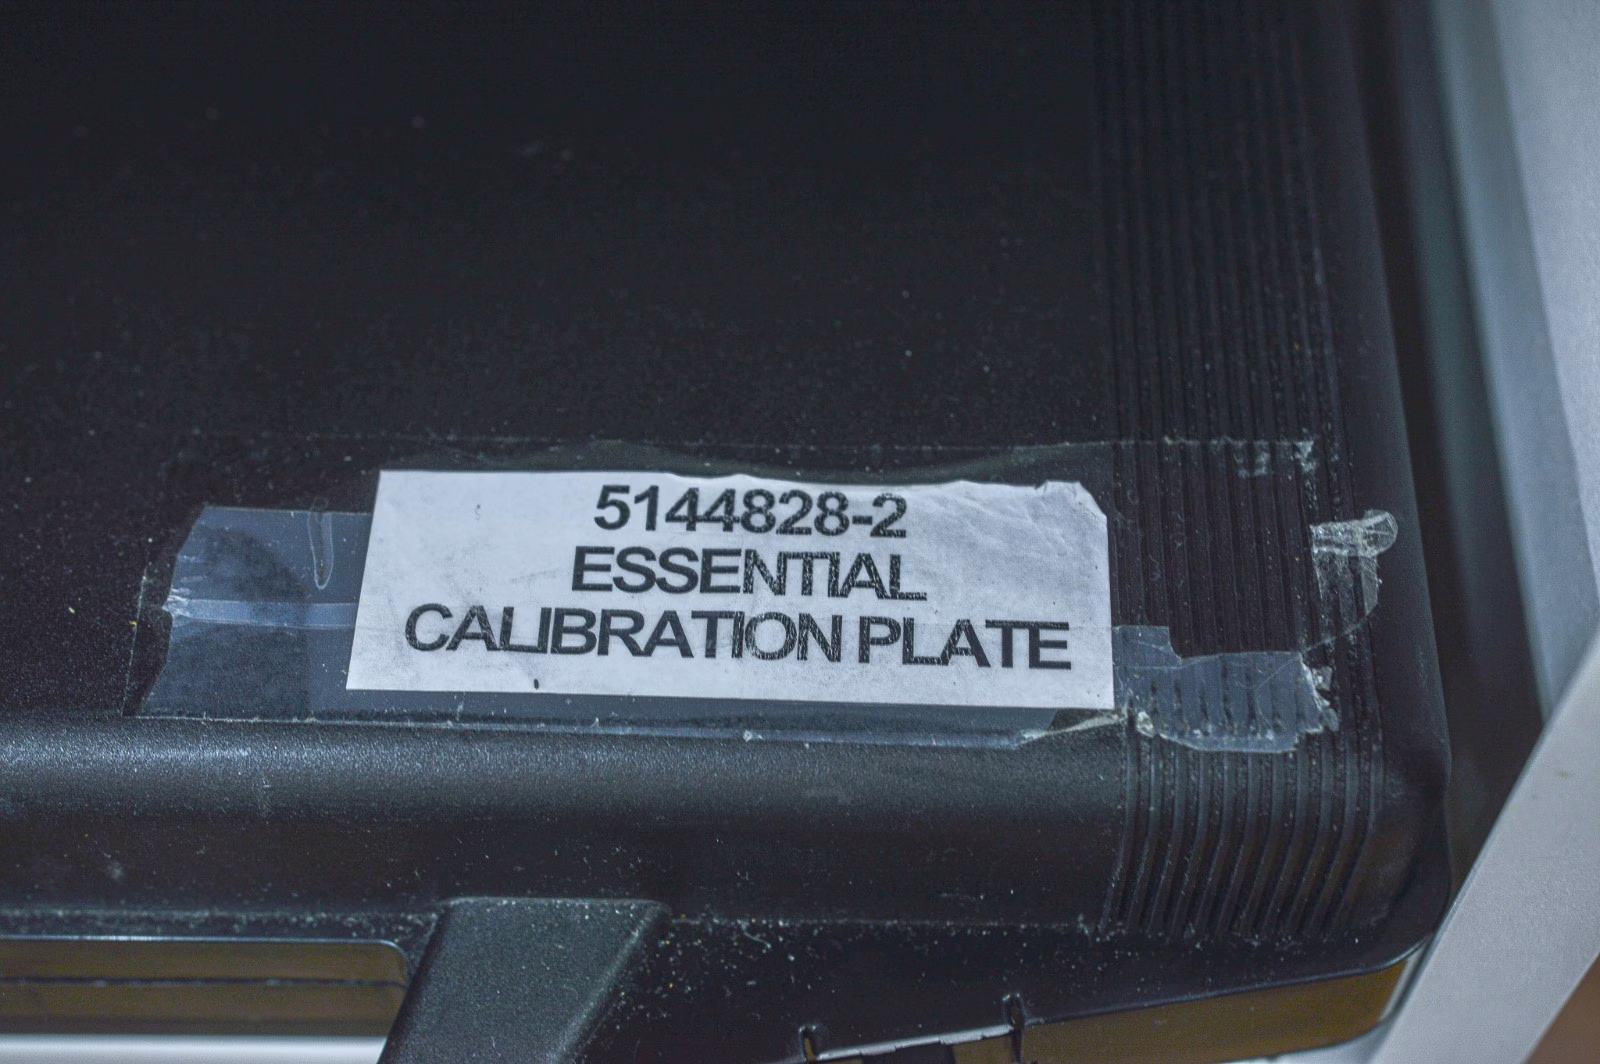 5144828-2
ESSENTIAL
CALIBRATION PLATE